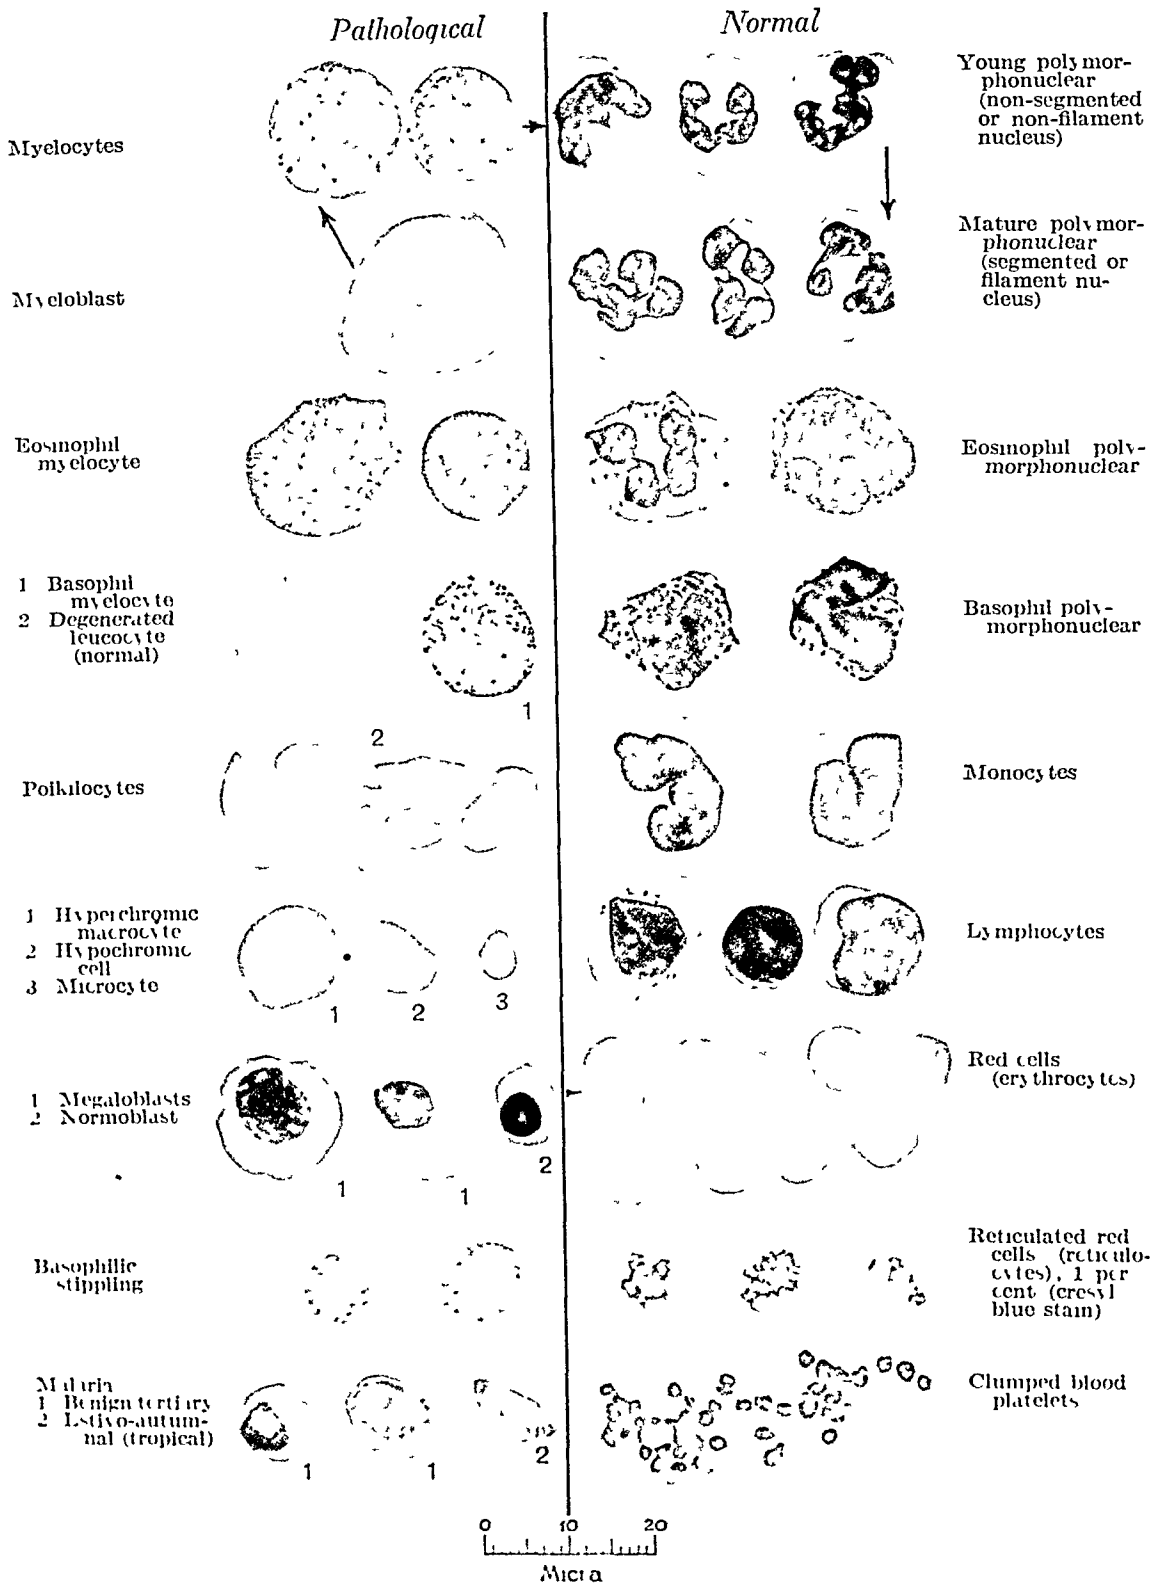 Pathological
Normal
Myelocytes
Young polymor-
phonuclear
(non-segmented
or non-filament
nucleus)
Myeloblast
Mature polymor-
phonuclear
(segmented or
filament nu-
cleus)
Eosinophil
myelocyte
Eosinophil poly-
morphonuclear
1 Basophil
myelocyte
2 Degenerated
leucocyte
(normal)
1
2
Basophil poly-
morphonuclear
Poikilocytes
Monocytes
1 Hyperchromic
macrocyte
2 Hypochromic
cell
3 Microcyte
1 2 3
Lymphocytes
1 Megaloblasts
2 Normoblast
1 1 2
Red cells
(erythrocytes)
Basophilic
stippling
Reticulated red
cells (reticulo-
cytes), 1 per
cent (cresyl
blue stain)
Malaria
1 Benign tertiary
2 Estivo-autum-
nal (tropical)
1 1 2
Clumped blood
platelets
0 10 20
Micra